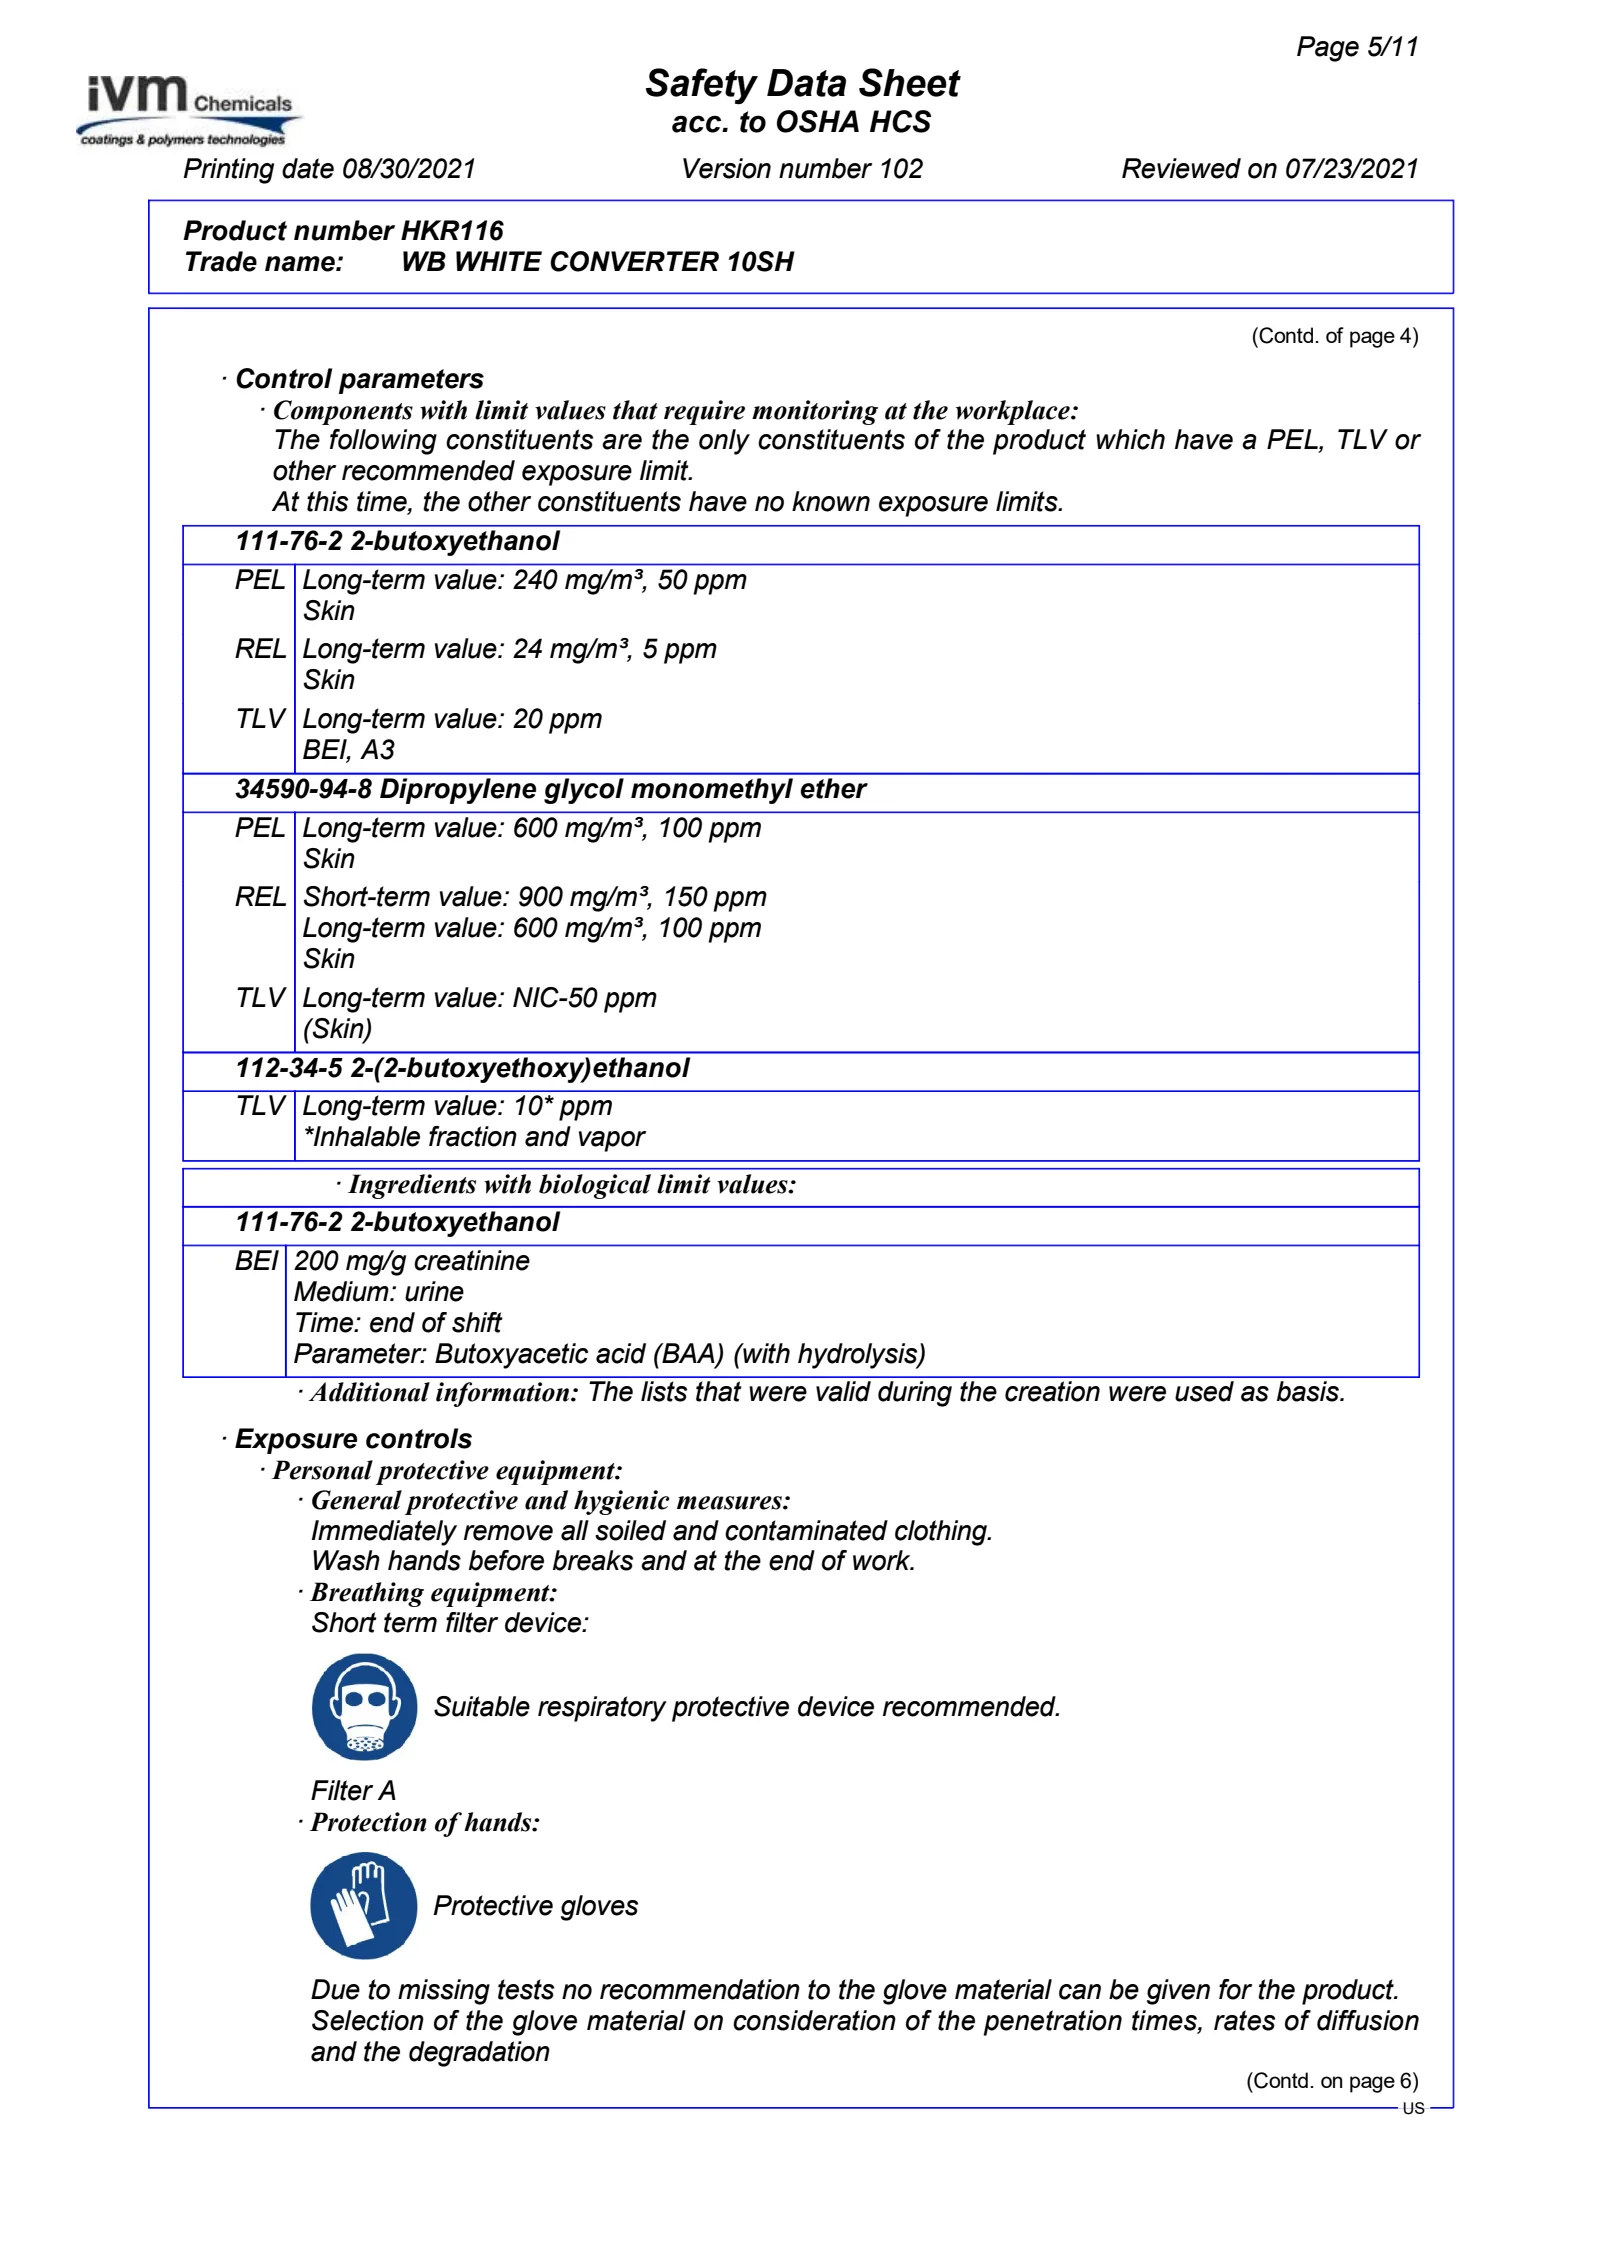 Page 5/11
ivm Chemicals
coatings & polymers technologies
Safety Data Sheet
acc. to OSHA HCS
Printing date 08/30/2021 Version number 102 Reviewed on 07/23/2021
Product number HKR116
Trade name: WB WHITE CONVERTER 10SH
(Contd. of page 4)
· Control parameters
· Components with limit values that require monitoring at the workplace:
The following constituents are the only constituents of the product which have a PEL, TLV or
other recommended exposure limit.
At this time, the other constituents have no known exposure limits.
111-76-2 2-butoxyethanol
PEL Long-term value: 240 mg/m³, 50 ppm
Skin
REL Long-term value: 24 mg/m³, 5 ppm
Skin
TLV Long-term value: 20 ppm
BEI, A3
34590-94-8 Dipropylene glycol monomethyl ether
PEL Long-term value: 600 mg/m³, 100 ppm
Skin
REL Short-term value: 900 mg/m³, 150 ppm
Long-term value: 600 mg/m³, 100 ppm
Skin
TLV Long-term value: NIC-50 ppm
(Skin)
112-34-5 2-(2-butoxyethoxy)ethanol
TLV Long-term value: 10* ppm
*Inhalable fraction and vapor
· Ingredients with biological limit values:
111-76-2 2-butoxyethanol
BEI 200 mg/g creatinine
Medium: urine
Time: end of shift
Parameter: Butoxyacetic acid (BAA) (with hydrolysis)
· Additional information: The lists that were valid during the creation were used as basis.
· Exposure controls
· Personal protective equipment:
· General protective and hygienic measures:
Immediately remove all soiled and contaminated clothing.
Wash hands before breaks and at the end of work.
· Breathing equipment:
Short term filter device:
Suitable respiratory protective device recommended.
Filter A
· Protection of hands:
Protective gloves
Due to missing tests no recommendation to the glove material can be given for the product.
Selection of the glove material on consideration of the penetration times, rates of diffusion
and the degradation
(Contd. on page 6)
US